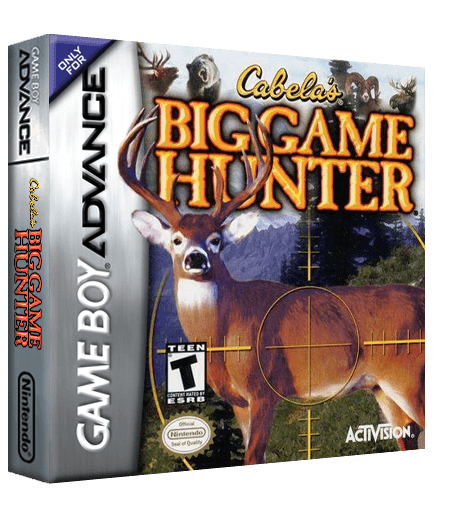 GAME BOY
ADVANCE
Cabela's
BIG GAME
HUNTER
Nintendo
ONLY
FOR
GAME BOY ADVANCE
Cabela's®
BIG GAME
HUNTER
TEEN
T
CONTENT RATED BY
ESRB
Official
Nintendo
Seal of Quality
ACTIVISION®